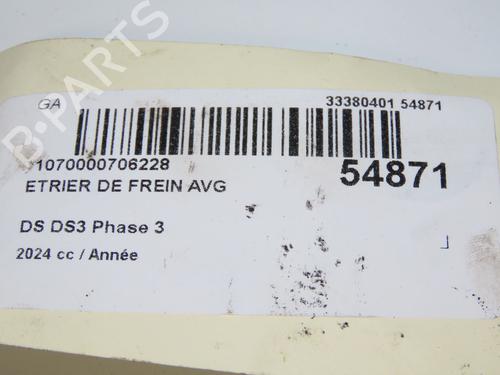 GA
33380401 54871
1070000706228
54871
ETRIER DE FREIN AVG
DS DS3 Phase 3
2024 cc / Année
B-PARTS